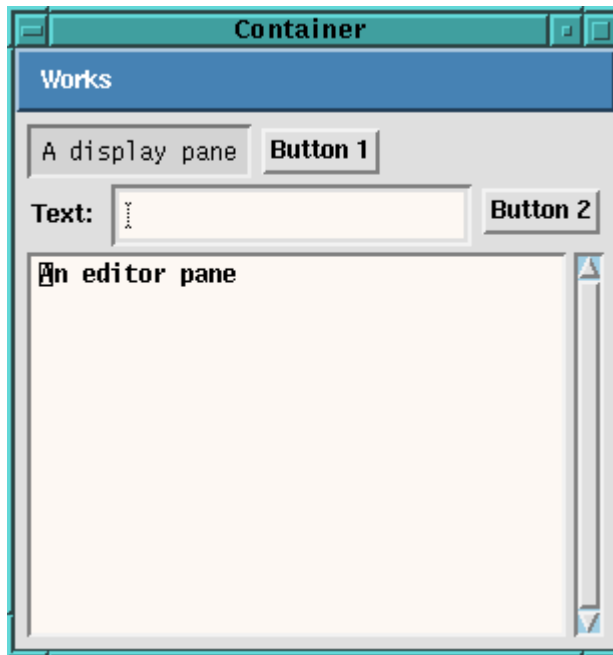 Container
Works
A display pane Button 1
Text: Button 2
An editor pane